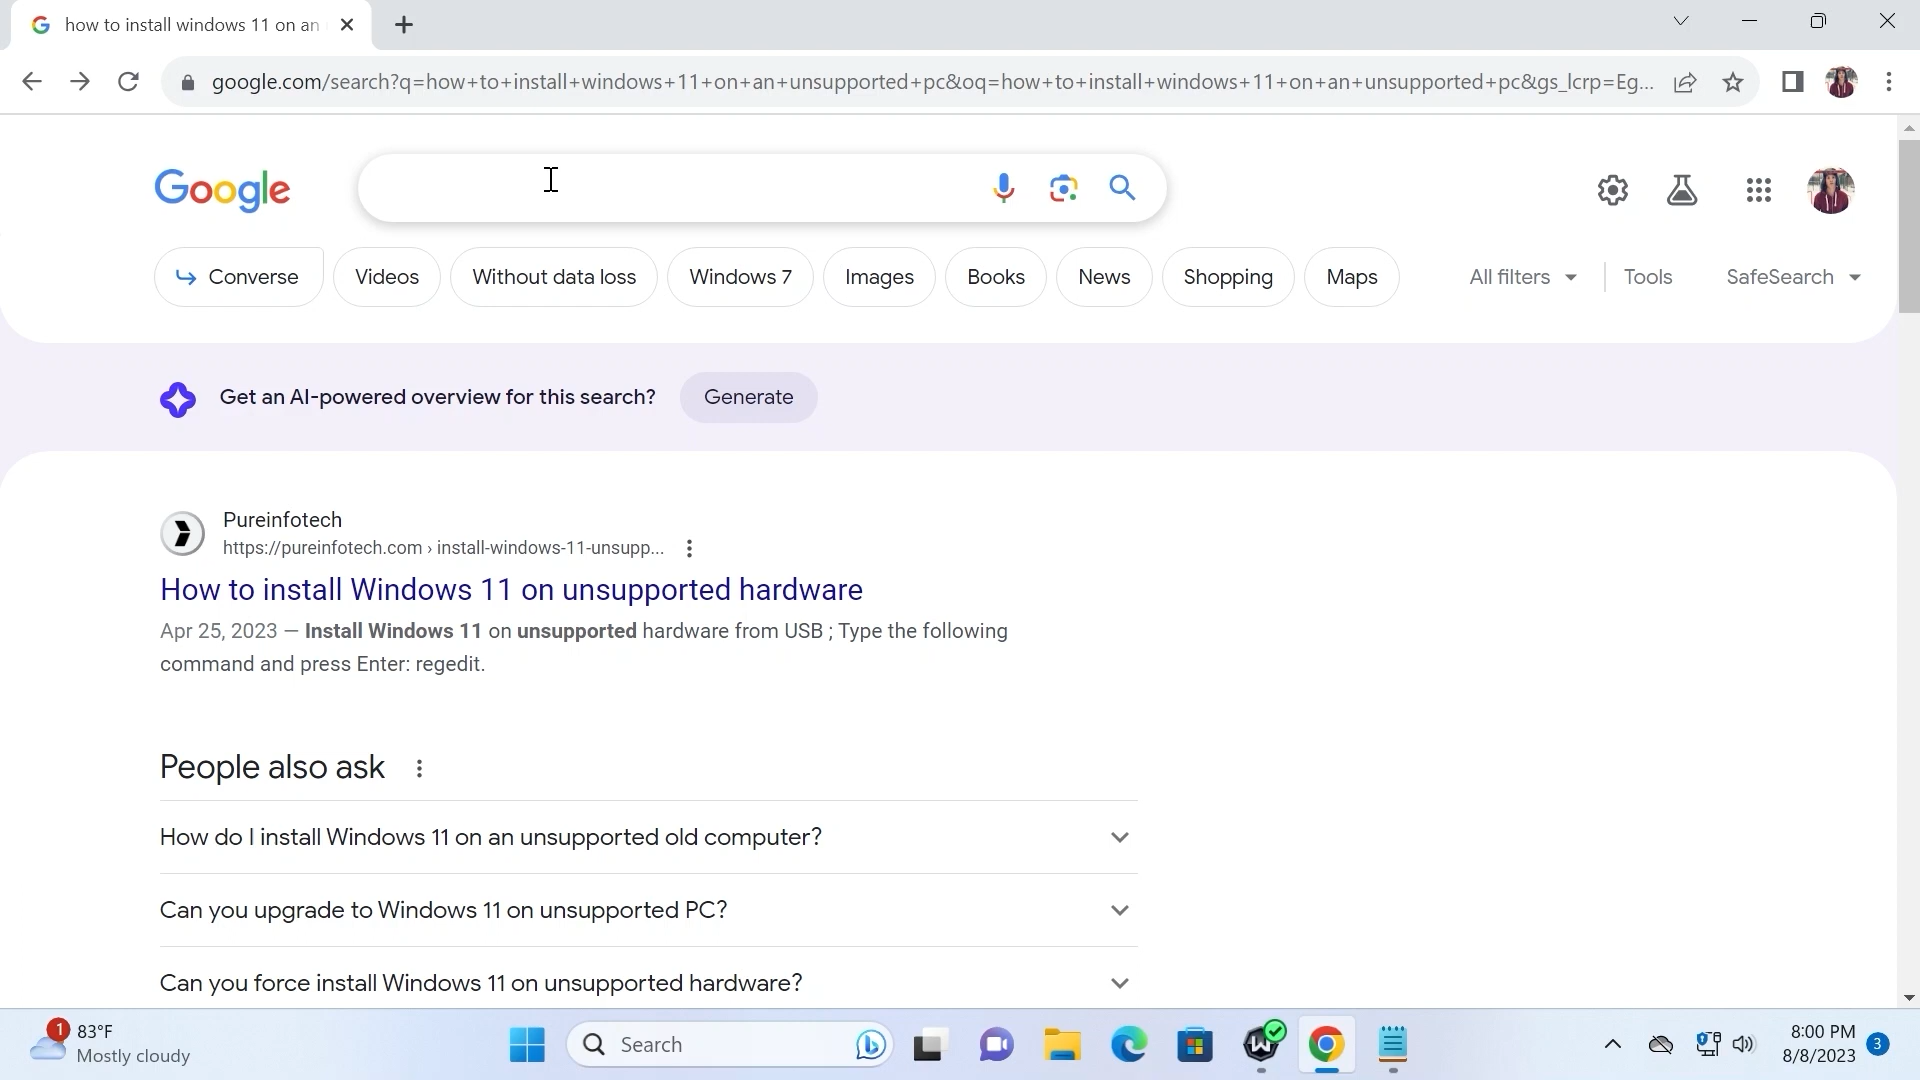 how to install windows 11 on an
google.com/search?q=how+to+install+windows+11+on+an+unsupported+pc&oq=how+to+install+windows+11+on+an+unsupported+pc&gs_lcrp=Eg...
Google
Converse
Videos
Without data loss
Windows 7
Images
Books
News
Shopping
Maps
All filters
Tools
SafeSearch
Get an AI-powered overview for this search?
Generate
Pureinfotech
https://pureinfotech.com › install-windows-11-unsupp...
How to install Windows 11 on unsupported hardware
Apr 25, 2023 — Install Windows 11 on unsupported hardware from USB ; Type the following
command and press Enter: regedit.
People also ask
How do I install Windows 11 on an unsupported old computer?
Can you upgrade to Windows 11 on unsupported PC?
Can you force install Windows 11 on unsupported hardware?
1
83°F
Mostly cloudy
Search
8:00 PM
8/8/2023
3